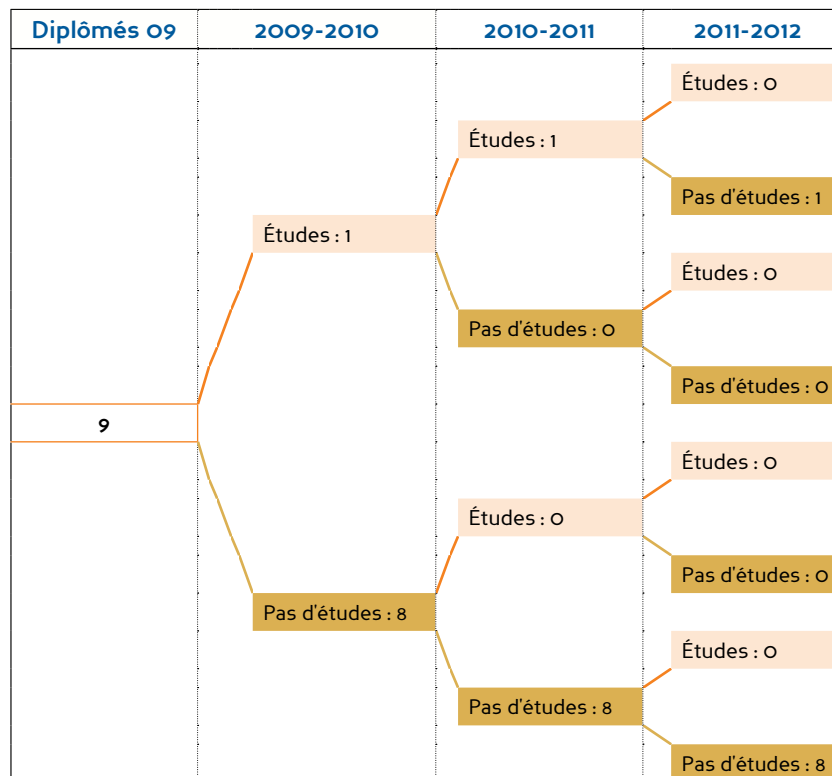 Diplômés 09 2009-2010 2010-2011 2011-2012
Études : 0
Études : 1
Pas d'études : 1
Études : 1
Études : 0
Pas d'études : 0
Pas d'études : 0
9
Études : 0
Études : 0
Pas d'études : 0
Pas d'études : 8
Études : 0
Pas d'études : 8
Pas d'études : 8